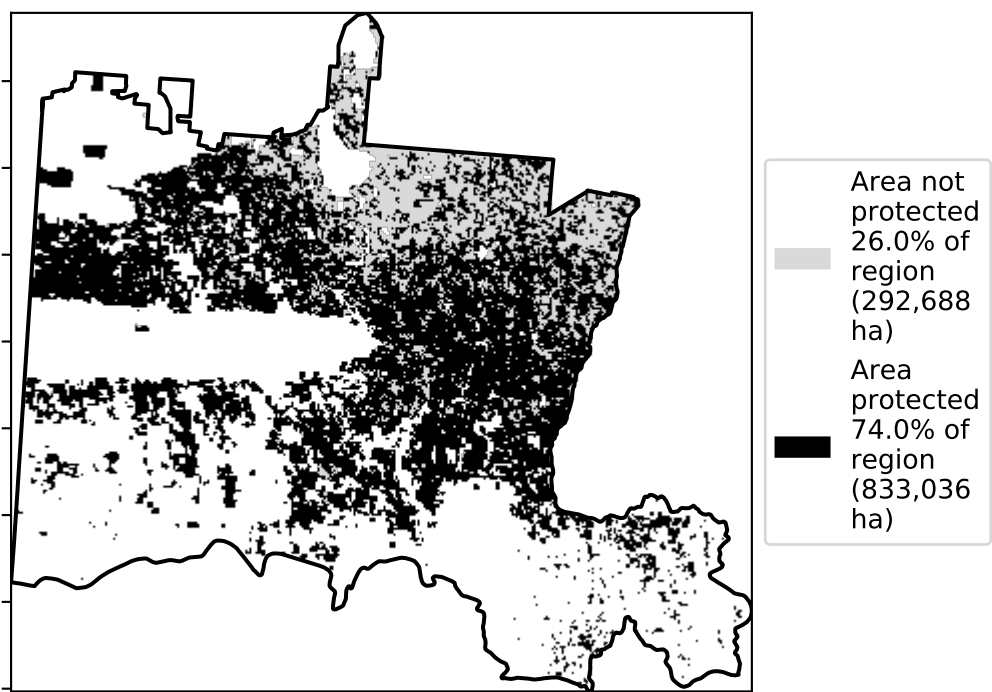 Area not
protected
26.0% of
region
(292,688
ha)
Area
protected
74.0% of
region
(833,036
ha)